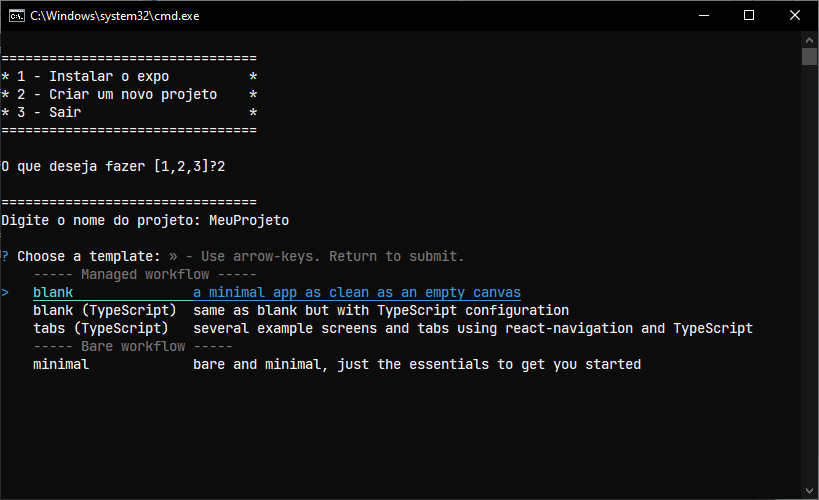 C:\Windows\system32\cmd.exe
================================
* 1 - Instalar o expo          *
* 2 - Criar um novo projeto    *
* 3 - Sair                     *
================================
O que deseja fazer [1,2,3]?2
================================
Digite o nome do projeto: MeuProjeto
? Choose a template: » - Use arrow-keys. Return to submit.
    ----- Managed workflow -----
>   blank               a minimal app as clean as an empty canvas
    blank (TypeScript)  same as blank but with TypeScript configuration
    tabs (TypeScript)   several example screens and tabs using react-navigation and TypeScript
    ----- Bare workflow -----
    minimal             bare and minimal, just the essentials to get you started